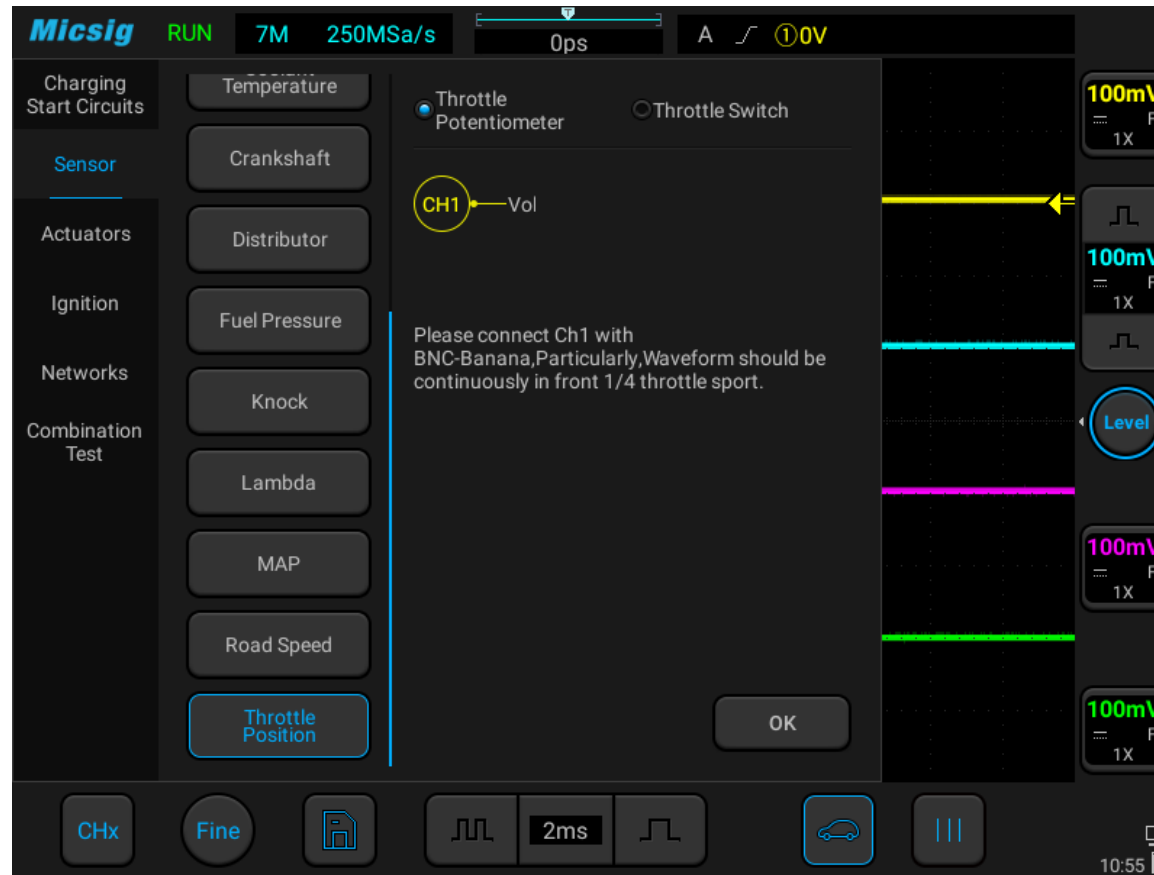 Micsig
RUN
7M 250MSa/s
T
0ps
A ① 0V
Charging
Start Circuits
Sensor
Actuators
Ignition
Networks
Combination
Test
Temperature
Crankshaft
Distributor
Fuel Pressure
Knock
Lambda
MAP
Road Speed
Throttle
Position
Throttle
Potentiometer
Throttle Switch
CH1
Vol
Please connect Ch1 with
BNC-Banana,Particularly,Waveform should be
continuously in front 1/4 throttle sport.
OK
100mV
F
1X
100mV
F
1X
Level
100mV
F
1X
100mV
F
1X
CHx
Fine
2ms
10:55